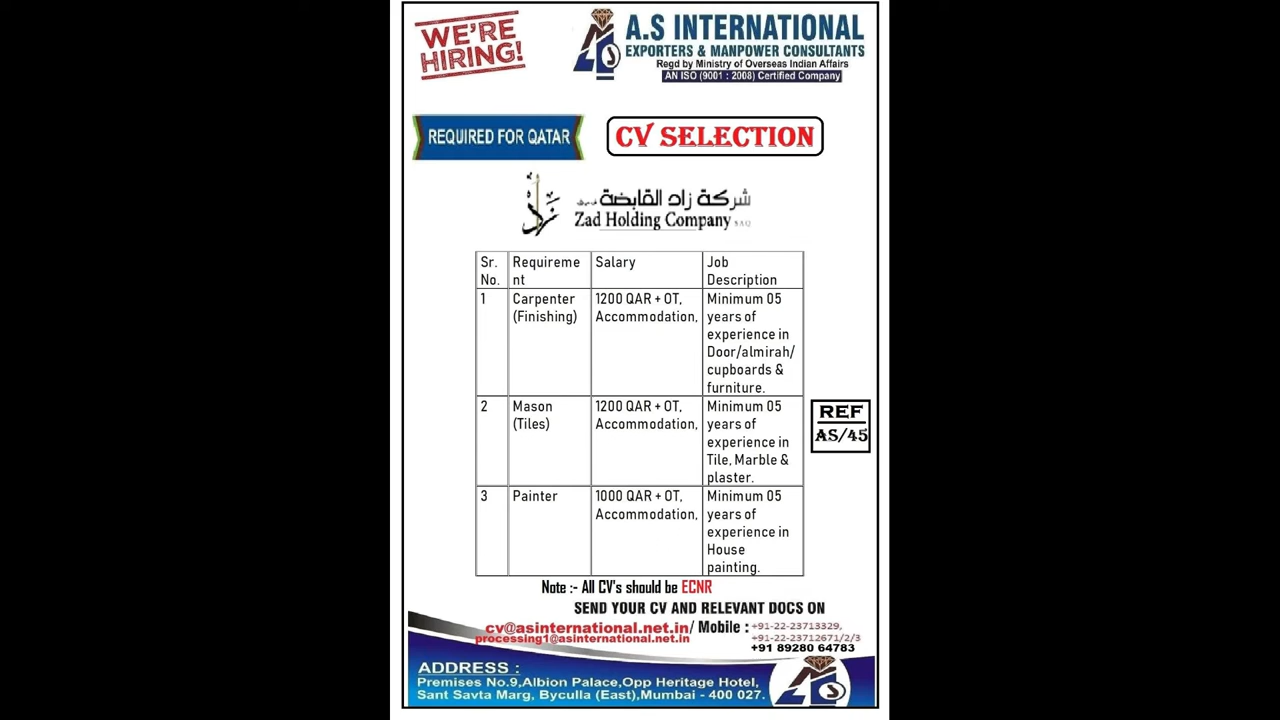 WE'RE
HIRING!
A.S INTERNATIONAL
EXPORTERS & MANPOWER CONSULTANTS
Regd by Ministry of Overseas Indian Affairs
AN ISO (9001 : 2008) Certified Company
REQUIRED FOR QATAR
CV SELECTION
شركة زاد القابضة
Zad Holding Company
Sr. No. Requirement Salary Job Description
1 Carpenter (Finishing) 1200 QAR + OT, Accommodation, Minimum 05 years of experience in Door/almirah/cupboards & furniture.
2 Mason (Tiles) 1200 QAR + OT, Accommodation, Minimum 05 years of experience in Tile, Marble & plaster.
3 Painter 1000 QAR + OT, Accommodation, Minimum 05 years of experience in House painting.
REF
AS/45
Note :- All CV's should be ECNR
SEND YOUR CV AND RELEVANT DOCS ON
cv@asinternational.net.in/ Mobile : +91-22-23713329,
processing1@asinternational.net.in +91-22-23712671/2/3
+91 89280 64783
ADDRESS :
Premises No.9,Albion Palace,Opp Heritage Hotel,
Sant Savta Marg, Byculla (East),Mumbai - 400 027.